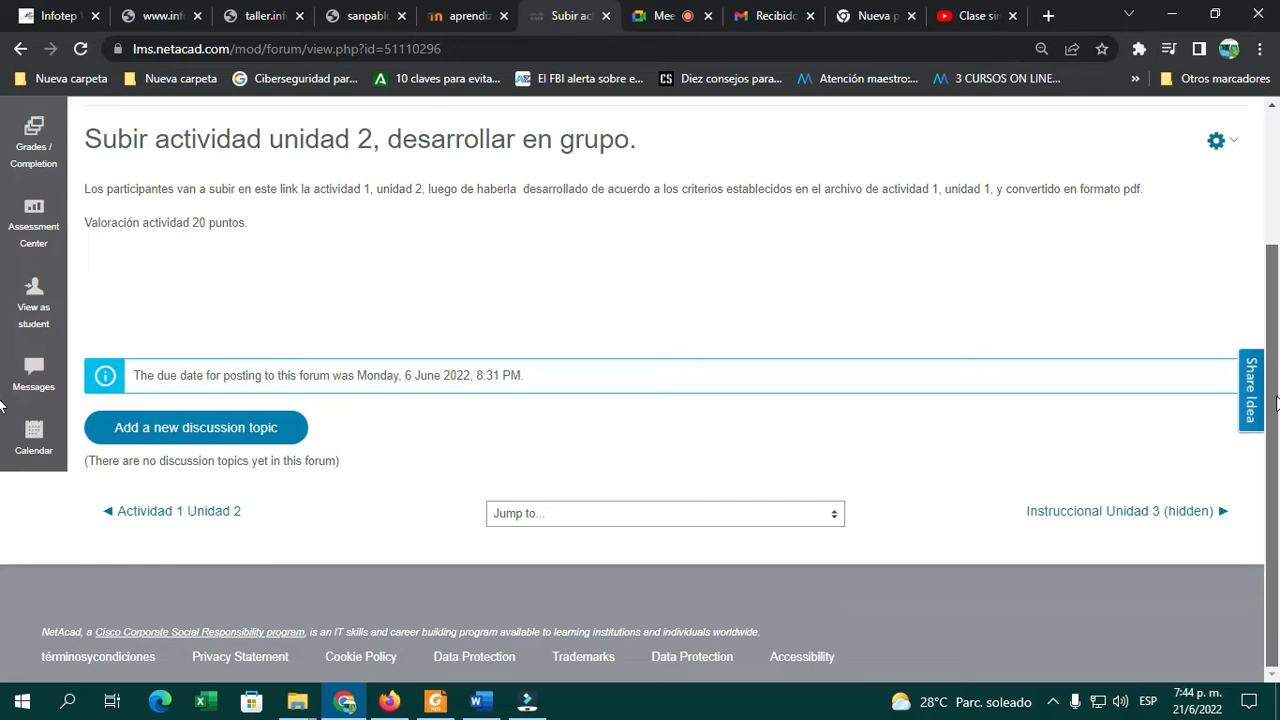 Infotep Vi
www.info
taller.info
sanpablo
aprendiz
Subir act
Mee
Recibido
Nueva p
Clase sin
lms.netacad.com/mod/forum/view.php?id=51110296
Nueva carpeta
Nueva carpeta
Ciberseguridad par...
10 claves para evita...
El FBI alerta sobre e...
Diez consejos para...
Atención maestro:...
3 CURSOS ON LINE...
»
Otros marcadores
Grades /
Completion
Assessment
Center
View as
student
Messages
Calendar
Subir actividad unidad 2, desarrollar en grupo.
Los participantes van a subir en este link la actividad 1, unidad 2, luego de haberla desarrollado de acuerdo a los criterios establecidos en el archivo de actividad 1, unidad 1, y convertido en formato pdf.
Valoración actividad 20 puntos.
The due date for posting to this forum was Monday, 6 June 2022, 8:31 PM.
Share Idea
Add a new discussion topic
(There are no discussion topics yet in this forum)
◄ Actividad 1 Unidad 2
Jump to...
Instruccional Unidad 3 (hidden) ►
NetAcad, a Cisco Corporate Social Responsibility program, is an IT skills and career building program available to learning institutions and individuals worldwide.
términosycondiciones
Privacy Statement
Cookie Policy
Data Protection
Trademarks
Data Protection
Accessibility
28°C Parc. soleado
ESP
7:44 p. m.
21/6/2022